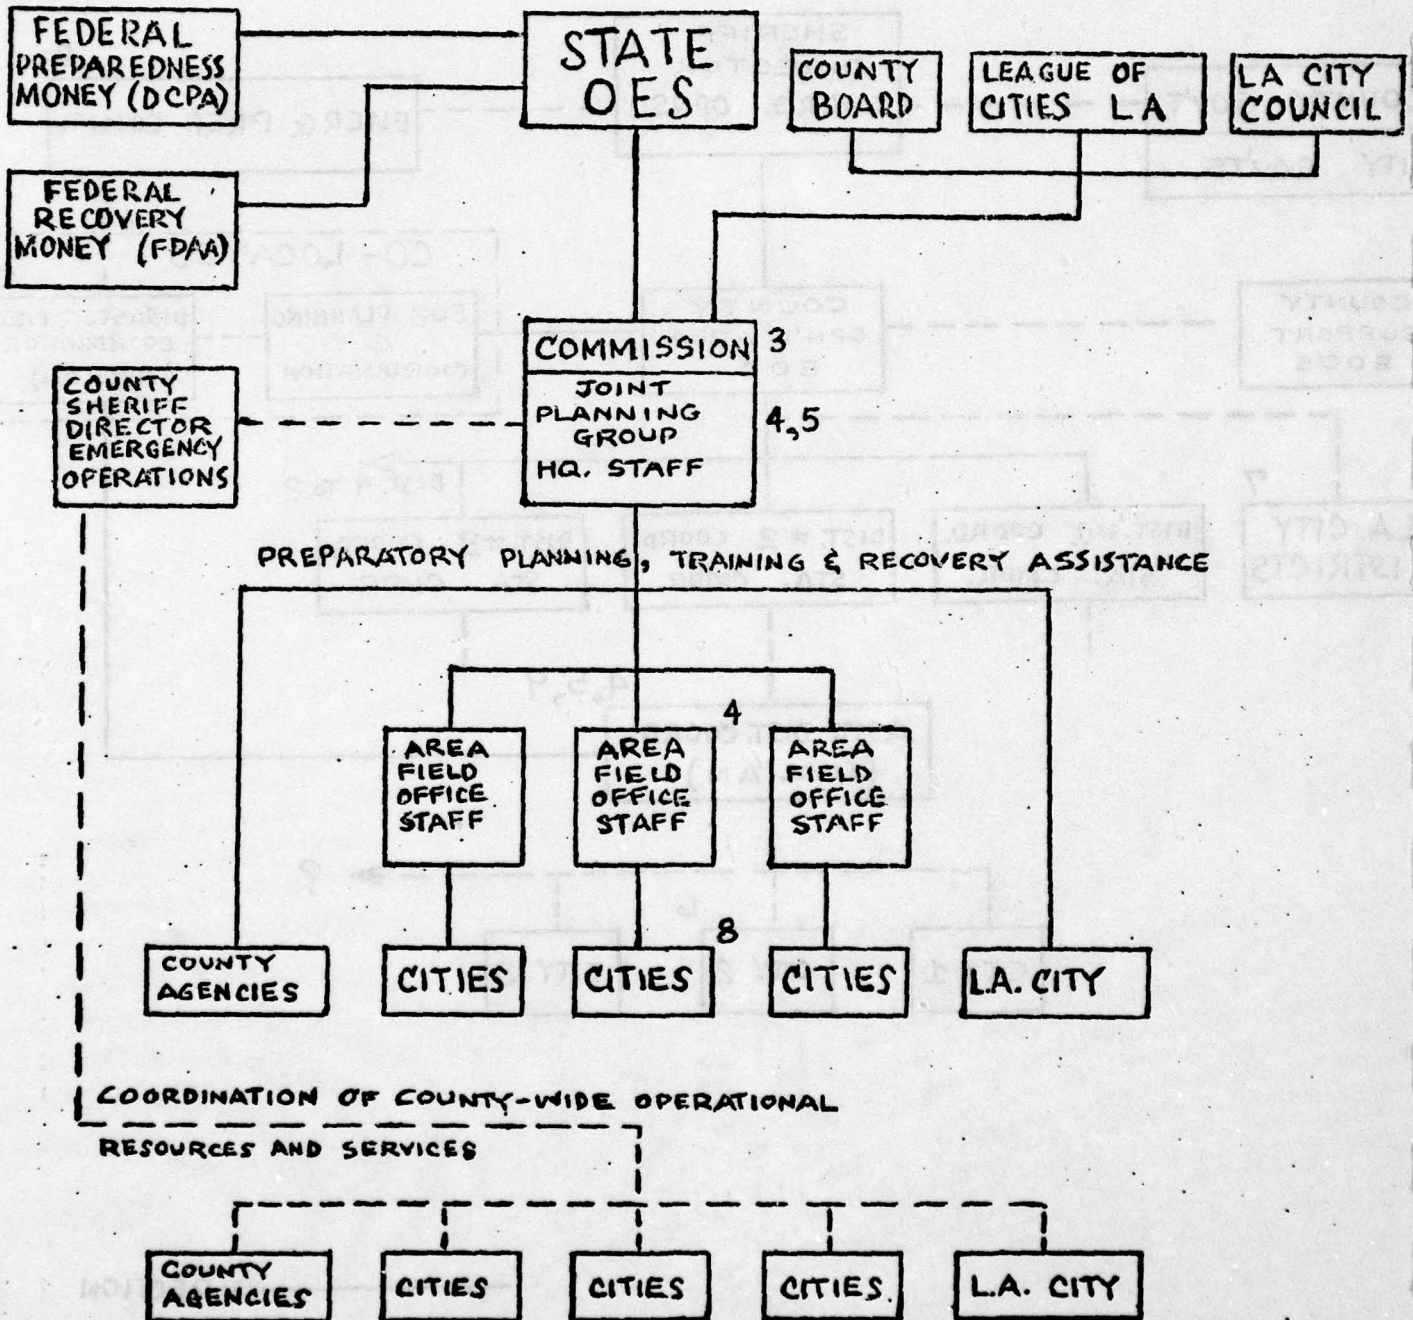 FEDERAL
PREPAREDNESS
MONEY (DCPA)
STATE
OES
COUNTY
BOARD
LEAGUE OF
CITIES LA
LA CITY
COUNCIL
FEDERAL
RECOVERY
MONEY (FDAA)
COMMISSION
3
JOINT
PLANNING
GROUP
HQ. STAFF
4,5
COUNTY
SHERIFF
DIRECTOR
EMERGENCY
OPERATIONS
PREPARATORY PLANNING, TRAINING & RECOVERY ASSISTANCE
4
AREA
FIELD
OFFICE
STAFF
AREA
FIELD
OFFICE
STAFF
AREA
FIELD
OFFICE
STAFF
8
COUNTY
AGENCIES
CITIES
CITIES
CITIES
L.A. CITY
COORDINATION OF COUNTY-WIDE OPERATIONAL
RESOURCES AND SERVICES
COUNTY
AGENCIES
CITIES
CITIES
CITIES
L.A. CITY